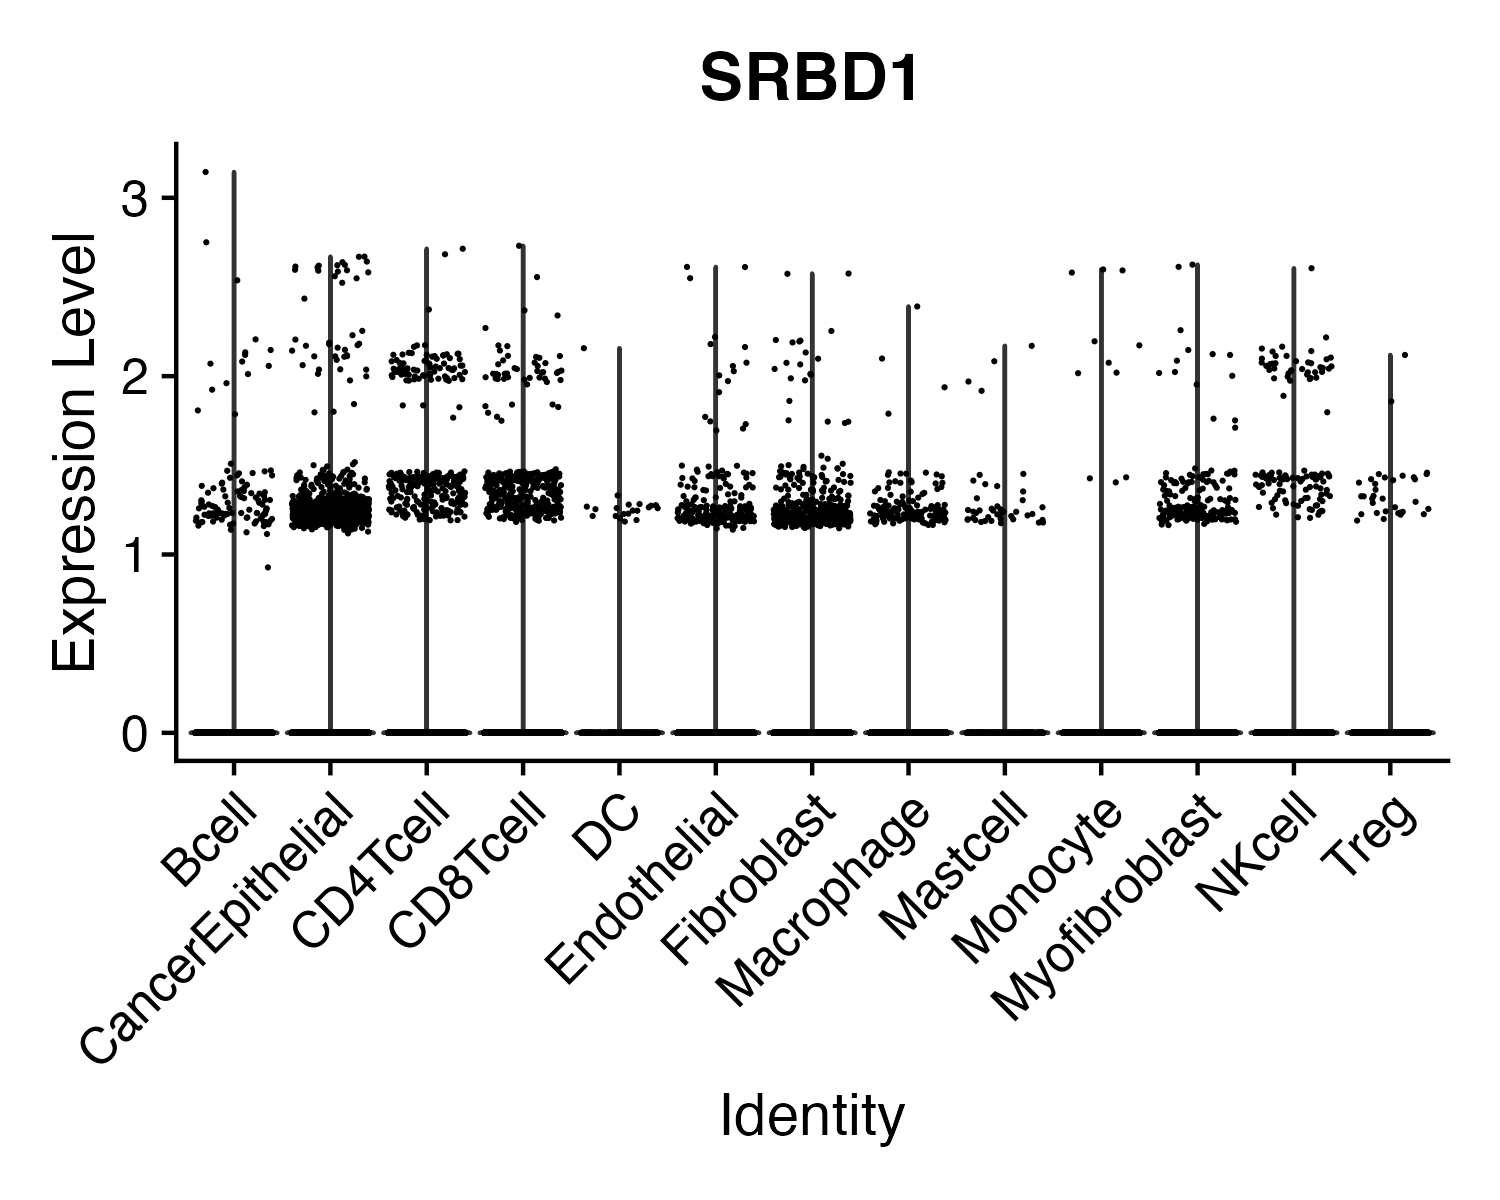 SRBD1
Expression Level
3
2
1
0
Bcell
CancerEpithelial
CD4Tcell
CD8Tcell
DC
Endothelial
Fibroblast
Macrophage
Mastcell
Monocyte
Myofibroblast
NKcell
Treg
Identity